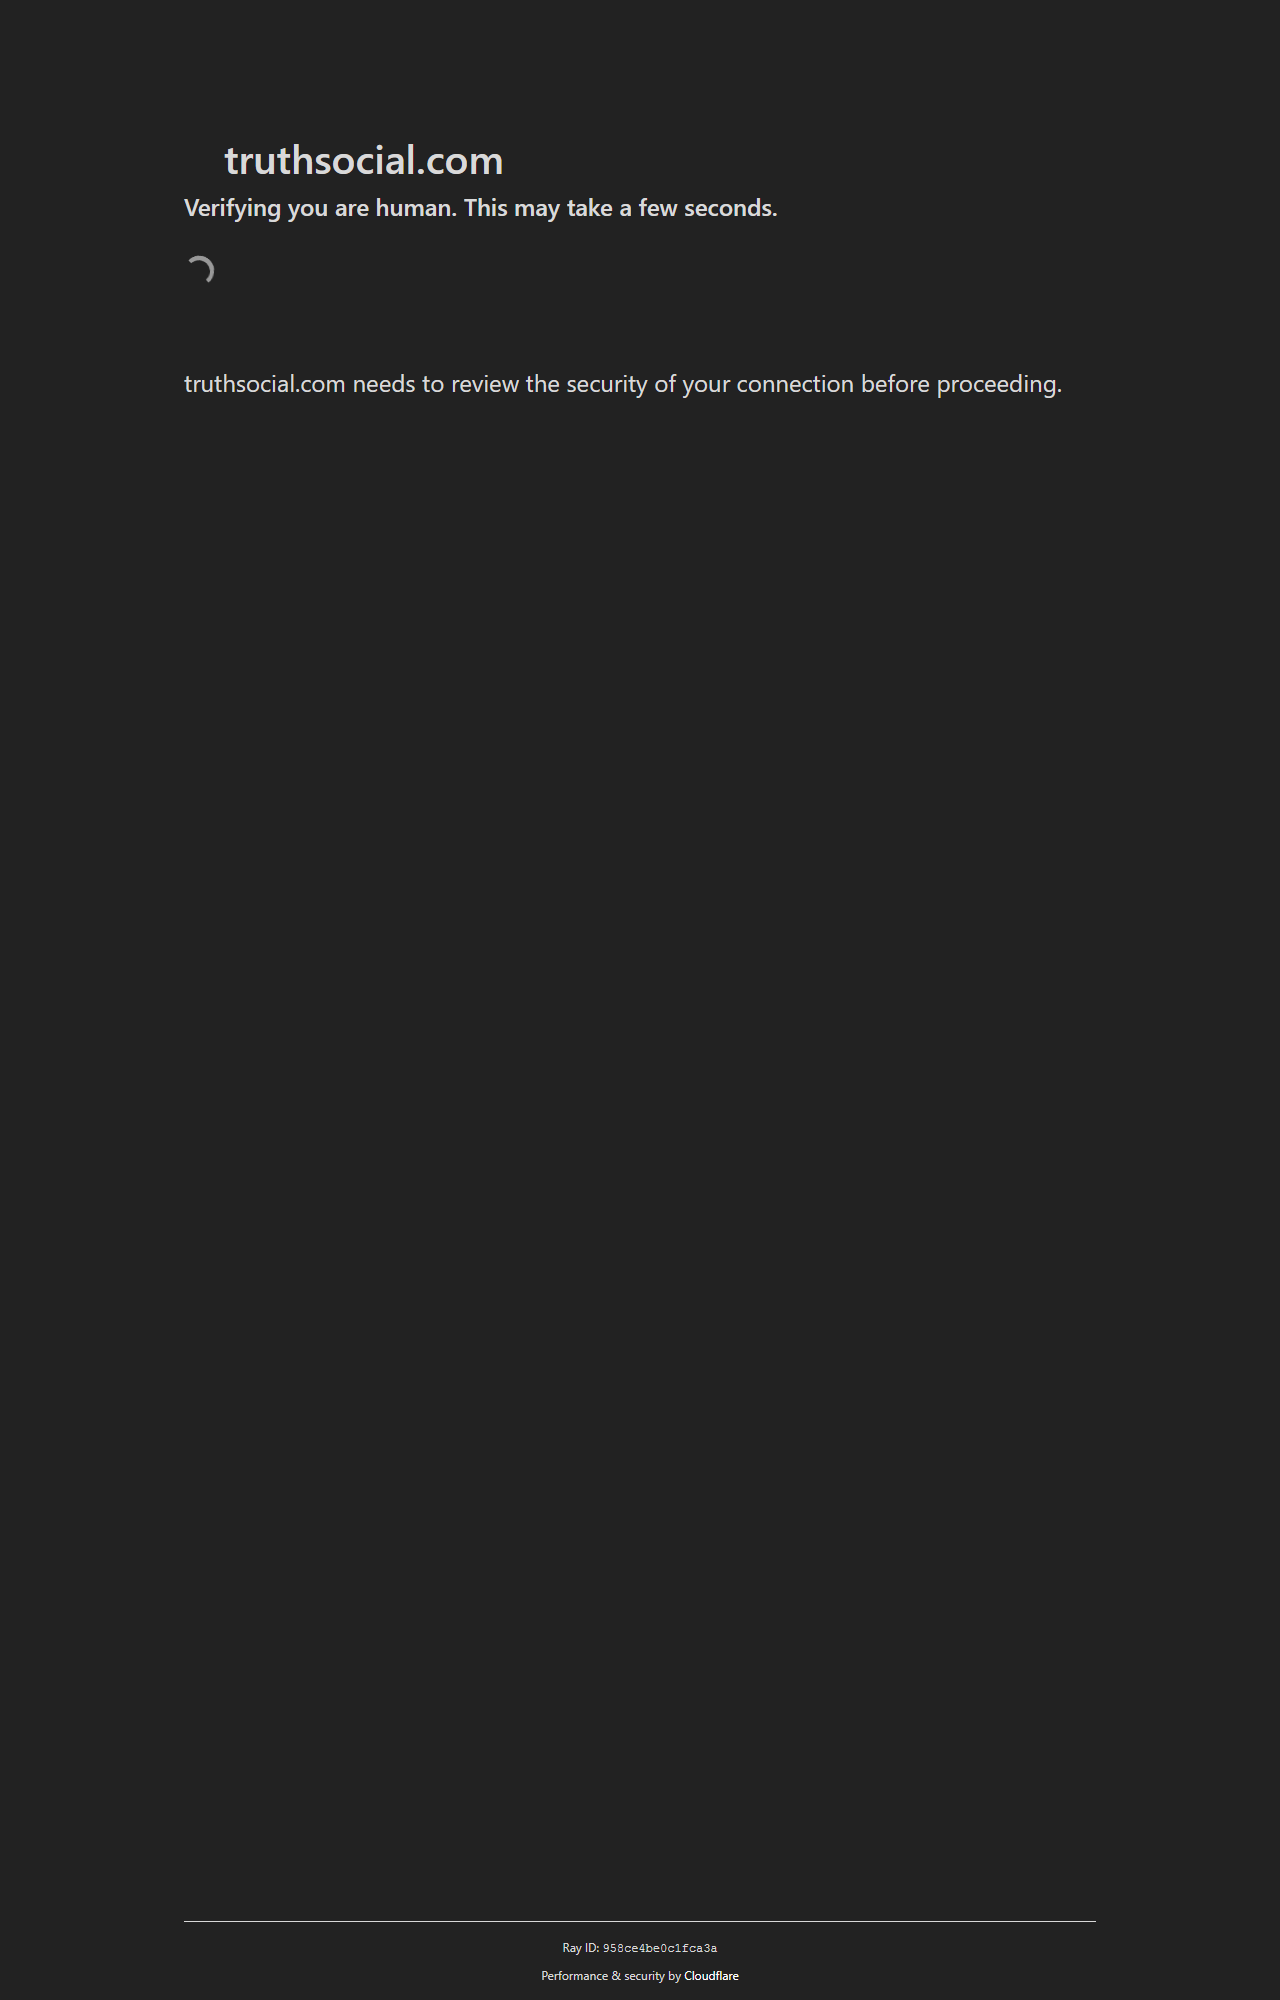 truthsocial.com
Verifying you are human. This may take a few seconds.
truthsocial.com needs to review the security of your connection before proceeding.
Ray ID: 958ce4be0c1fca3a
Performance & security by Cloudflare